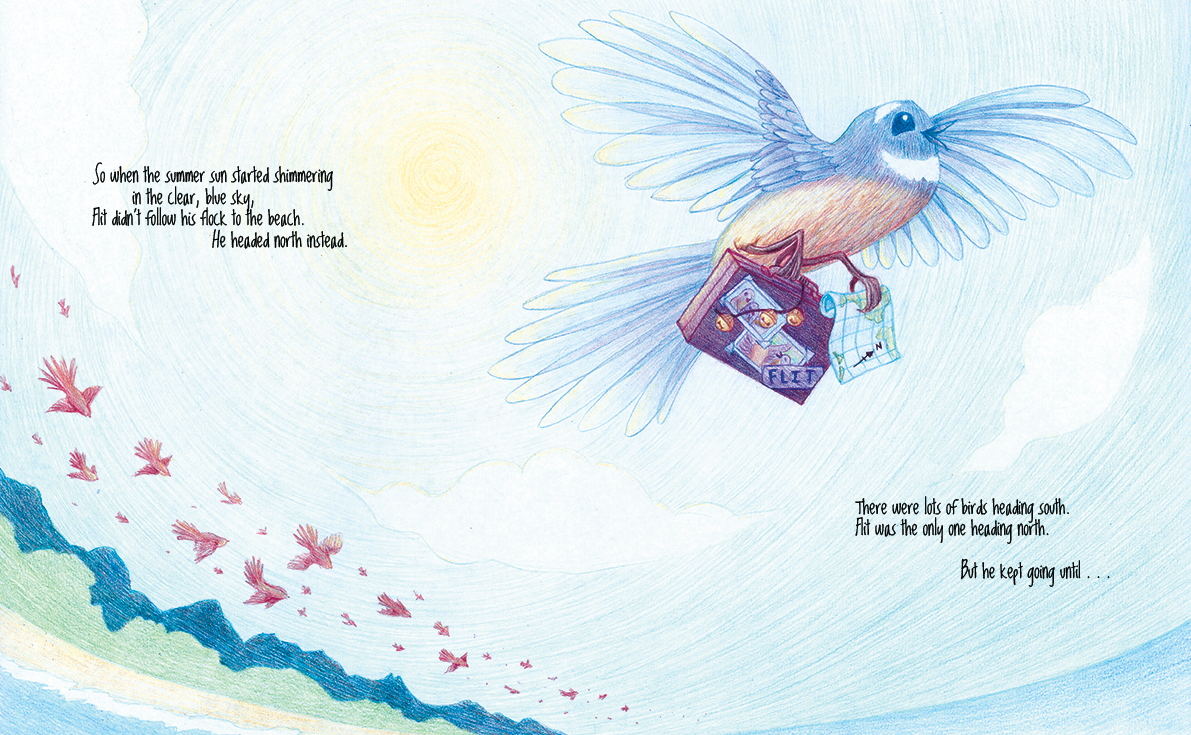 So when the summer sun started shimmering
in the clear, blue sky,
Flit didn't follow his flock to the beach.
He headed north instead.
N
FLIT
There were lots of birds heading south.
Flit was the only one heading north.
But he kept going until . . .